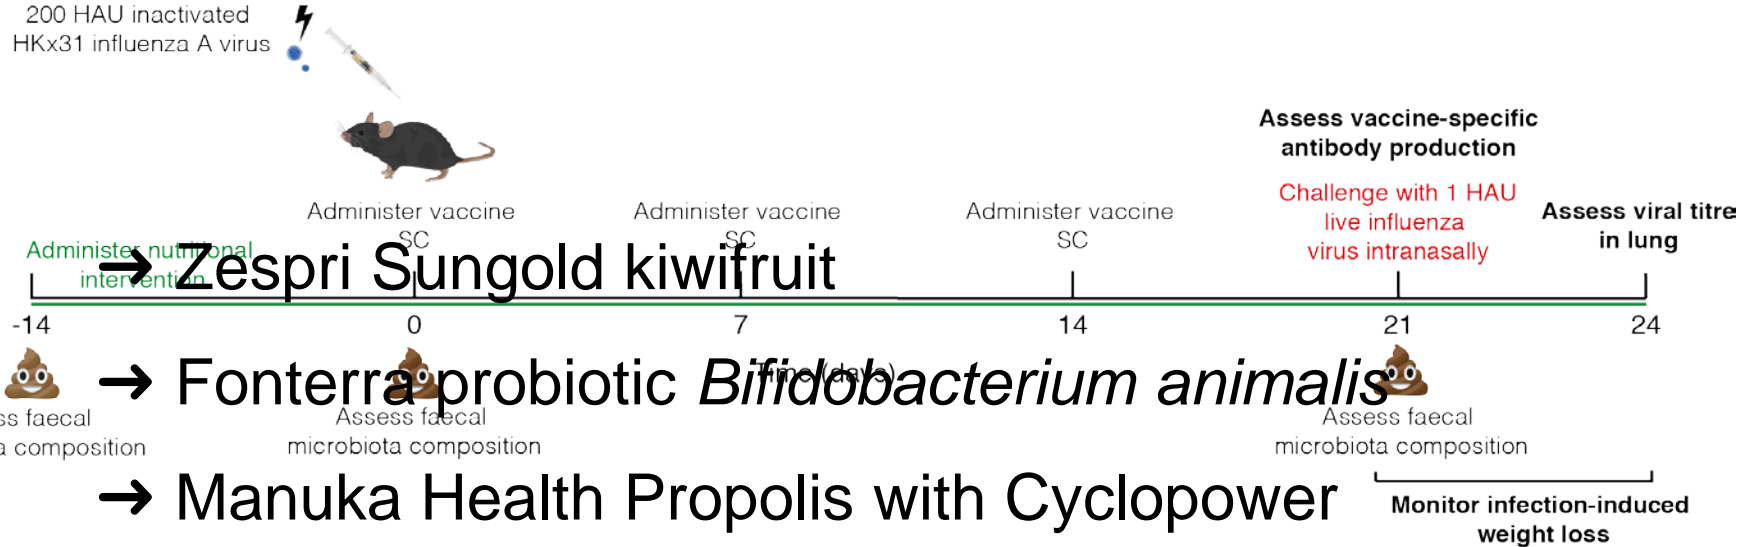 200 HAU inactivated
HKx31 influenza A virus
Assess vaccine-specific
antibody production
Challenge with 1 HAU
live influenza
virus intranasally
Assess viral titre
in lung
Administer vaccine
SC
Administer vaccine
SC
Administer vaccine
SC
Administer nutritional
intervention
→ Zespri Sungold kiwifruit
-14 0 7 14 21 24
Time (days)
→ Fonterra probiotic Bifidobacterium animalis
ss faecal
a composition
Assess faecal
microbiota composition
Assess faecal
microbiota composition
→ Manuka Health Propolis with Cyclopower
Monitor infection-induced
weight loss